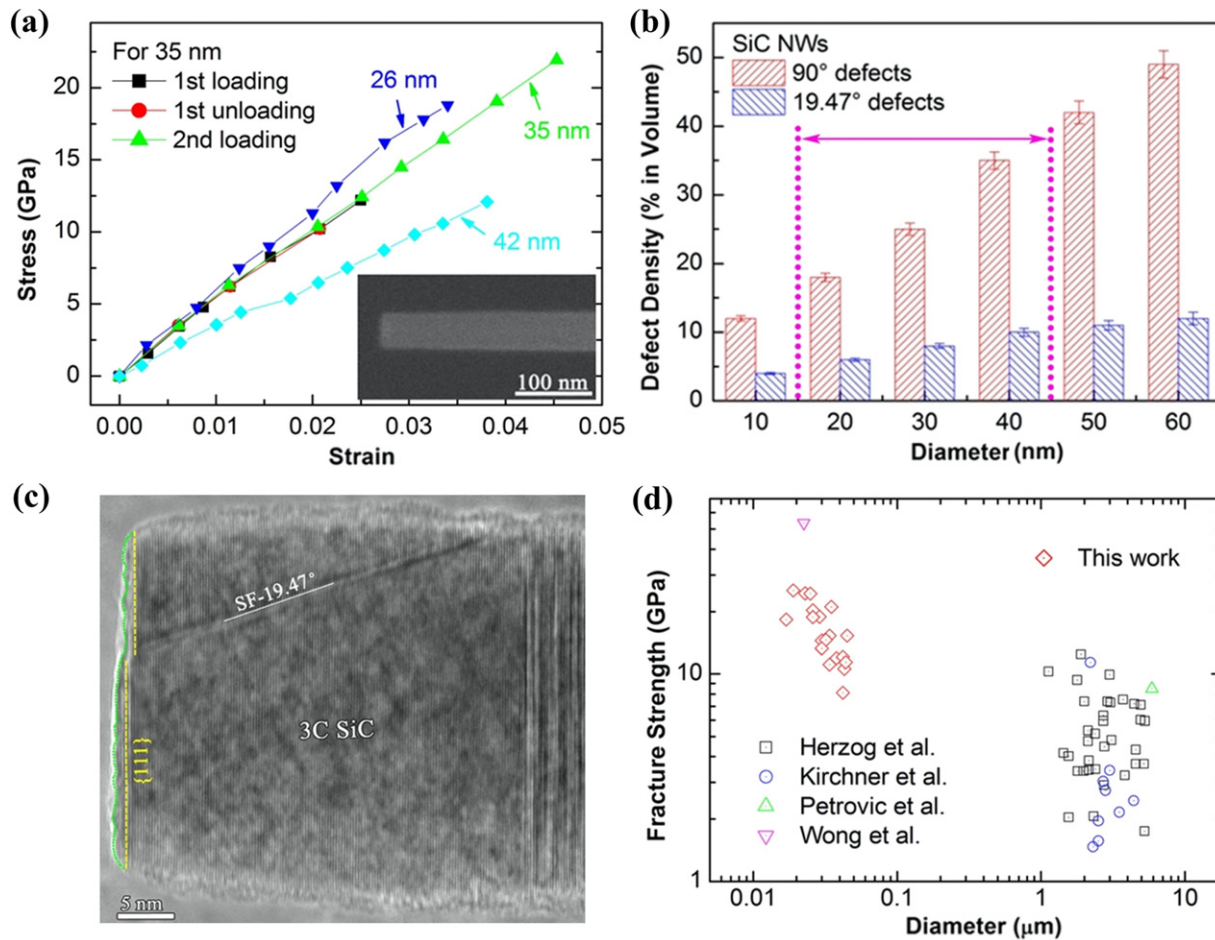 (a)
For 35 nm
1st loading
1st unloading
2nd loading
26 nm
35 nm
42 nm
100 nm
Stress (GPa)
20
15
10
5
0
0.00 0.01 0.02 0.03 0.04 0.05
Strain
(b)
SiC NWs
90° defects
19.47° defects
Defect Density (% in Volume)
50
40
30
20
10
0
10 20 30 40 50 60
Diameter (nm)
(c)
SF-19.47°
{111}
3C SiC
5 nm
(d)
This work
Herzog et al.
Kirchner et al.
Petrovic et al.
Wong et al.
Fracture Strength (GPa)
10
1
0.01 0.1 1 10
Diameter (μm)